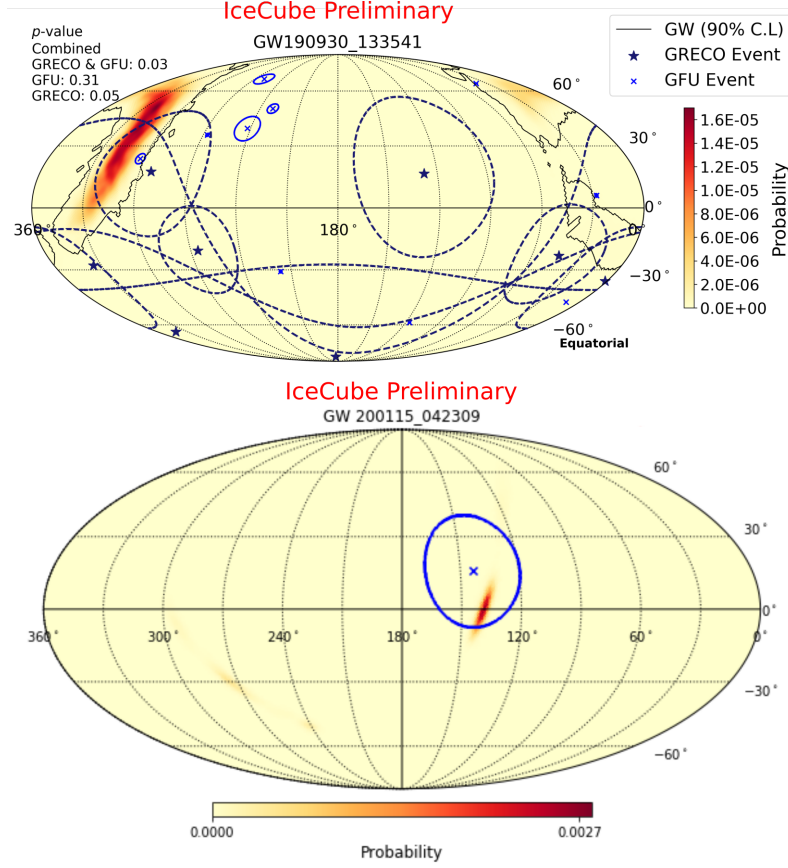 IceCube Preliminary
GW190930_133541
p-value
Combined
GRECO & GFU: 0.03
GFU: 0.31
GRECO: 0.05
GW (90% C.L)
GRECO Event
GFU Event
60°
30°
0°
0°
−30°
−60°
360°
180°
Equatorial
1.6E-05
1.4E-05
1.2E-05
1.0E-05
8.0E-06
6.0E-06
4.0E-06
2.0E-06
0.0E+00
Probability
IceCube Preliminary
GW 200115_042309
60°
30°
0°
360° 300° 240° 180° 120° 60° 0°
−30°
−60°
0.0000 0.0027
Probability